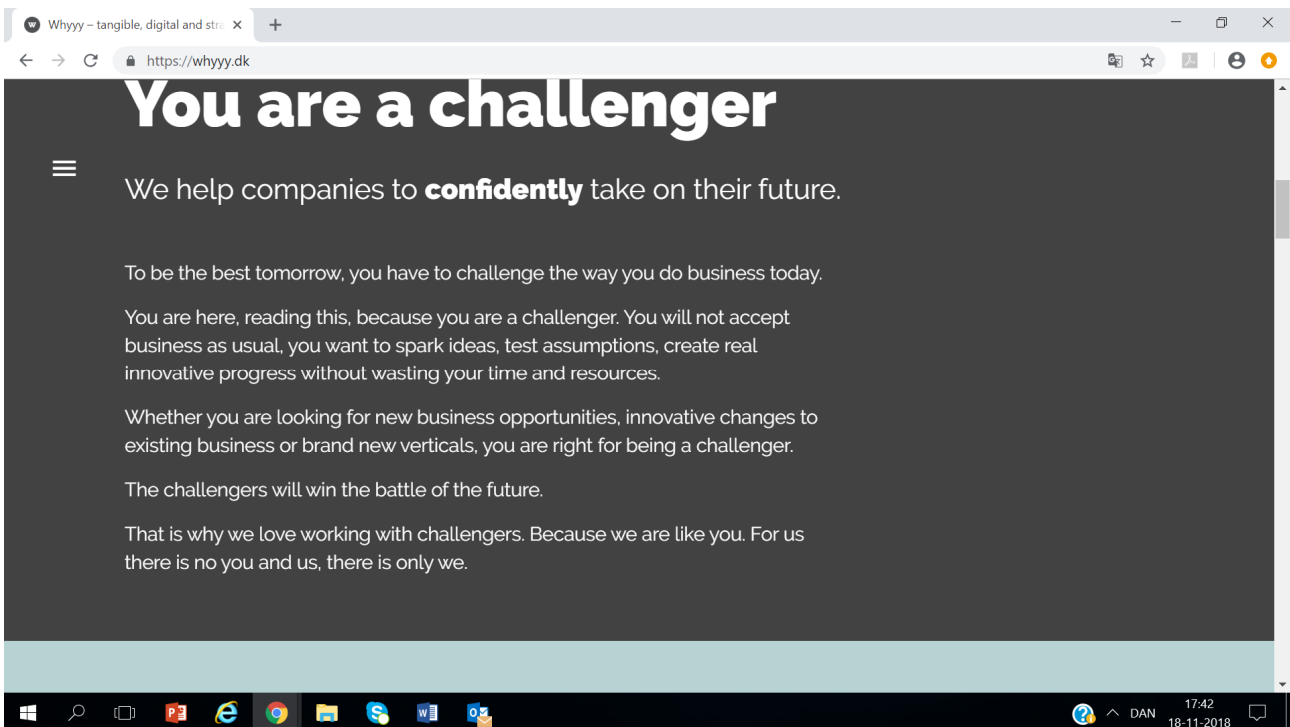 Whyyy – tangible, digital and stra
https://whyyy.dk
You are a challenger
We help companies to confidently take on their future.
To be the best tomorrow, you have to challenge the way you do business today.
You are here, reading this, because you are a challenger. You will not accept
business as usual, you want to spark ideas, test assumptions, create real
innovative progress without wasting your time and resources.
Whether you are looking for new business opportunities, innovative changes to
existing business or brand new verticals, you are right for being a challenger.
The challengers will win the battle of the future.
That is why we love working with challengers. Because we are like you. For us
there is no you and us, there is only we.
DAN
17:42
18-11-2018